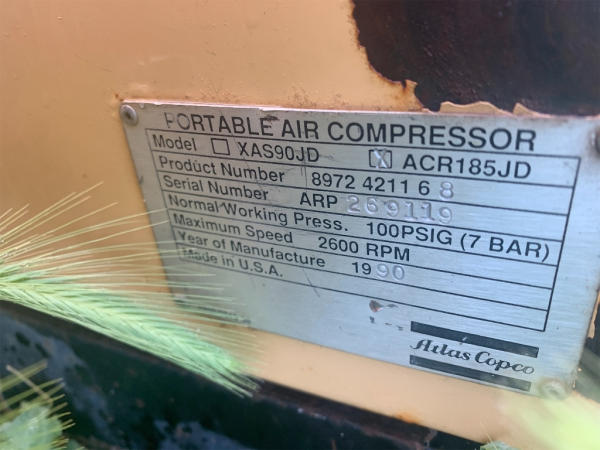 PORTABLE AIR COMPRESSOR
Model ☐ XAS90JD ☒ ACR185JD
Product Number 8972 4211 6 8
Serial Number ARP 269119
Normal Working Press. 100PSIG (7 BAR)
Maximum Speed 2600 RPM
Year of Manufacture 1990
Made in U.S.A.
Atlas Copco